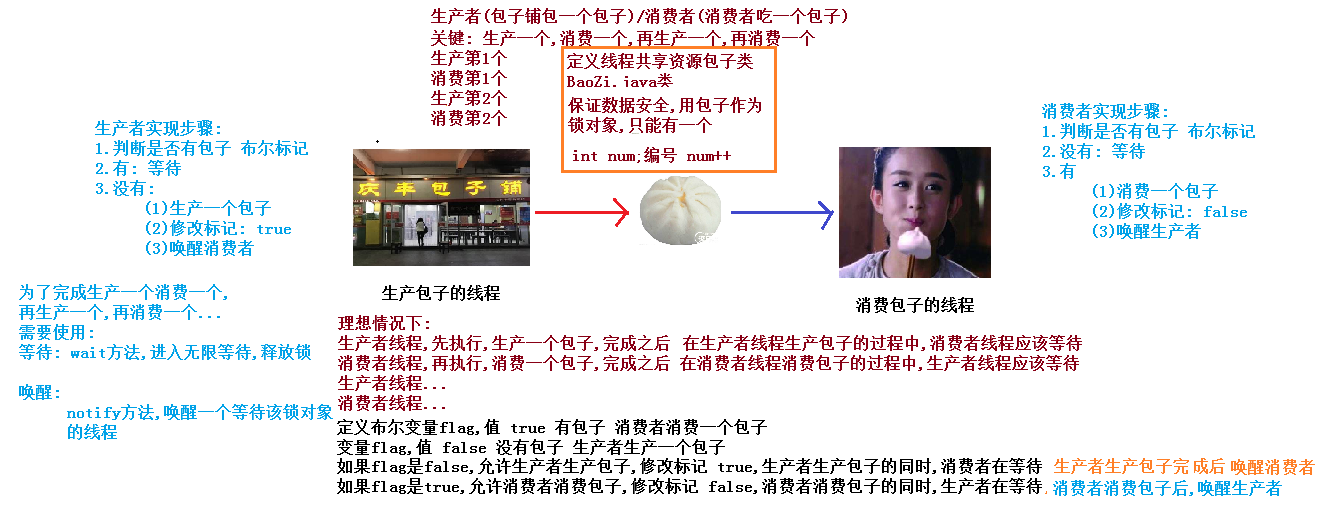 生产者(包子铺包一个包子)/消费者(消费者吃一个包子)
关键: 生产一个,消费一个,再生产一个,再消费一个
生产第1个
消费第1个
生产第2个
消费第2个
定义线程共享资源包子类
BaoZi.java类
保证数据安全,用包子作为
锁对象,只能有一个
int num;编号 num++
生产者实现步骤:
1.判断是否有包子 布尔标记
2.有: 等待
3.没有:
(1)生产一个包子
(2)修改标记: true
(3)唤醒消费者
庆丰包子铺
消费者实现步骤:
1.判断是否有包子 布尔标记
2.没有: 等待
3.有
(1)消费一个包子
(2)修改标记: false
(3)唤醒生产者
生产包子的线程
消费包子的线程
为了完成生产一个消费一个,
再生产一个,再消费一个...
需要使用:
等待: wait方法,进入无限等待,释放锁
唤醒:
notify方法,唤醒一个等待该锁对象
的线程
理想情况下:
生产者线程,先执行,生产一个包子,完成之后 在生产者线程生产包子的过程中,消费者线程应该等待
消费者线程,再执行,消费一个包子,完成之后 在消费者线程消费包子的过程中,生产者线程应该等待
生产者线程...
消费者线程...
定义布尔变量flag,值 true 有包子 消费者消费一个包子
变量flag,值 false 没有包子 生产者生产一个包子
如果flag是false,允许生产者生产包子,修改标记 true,生产者生产包子的同时,消费者在等待 生产者生产包子完成后 唤醒消费者
如果flag是true,允许消费者消费包子,修改标记 false,消费者消费包子的同时,生产者在等待. 消费者消费包子后,唤醒生产者